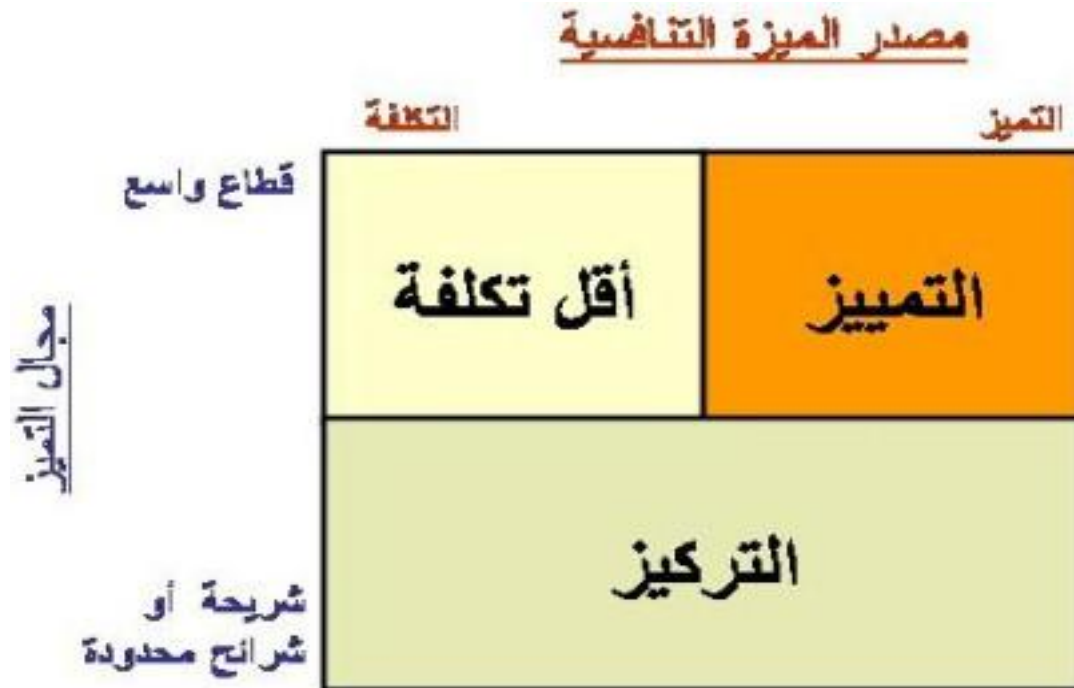 مصدر الميزة التنافسية
التميز
التكلفة
قطاع واسع
التمييز
أقل تكلفة
مجال التميز
التركيز
شريحة أو
شرائح محدودة